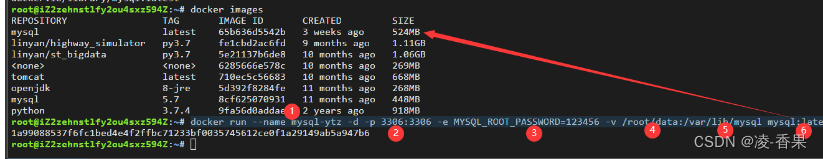 root@iZ2zehnstlfy2ou4sxz594Z:~# docker images
REPOSITORY TAG IMAGE ID CREATED SIZE
mysql latest 65b636d5542b 3 weeks ago 524MB
linyan/highway_simulator py3.7 fe1cbd2ac6fd 9 months ago 1.11GB
linyan/st_bigdata py3.7 5e21137b6de8 10 months ago 1.06GB
<none> <none> 6285666e578c 10 months ago 269MB
tomcat latest 710ec5c56683 10 months ago 668MB
openjdk 8-jre 5d392f8284fe 11 months ago 268MB
mysql 5.7 8cf625070931 11 months ago 448MB
python 3.7.4 9fa56d0addae 2 years ago 918MB
root@iZ2zehnstlfy2ou4sxz594Z:~# docker run --name mysql-ytz -d -p 3306:3306 -e MYSQL_ROOT_PASSWORD=123456 -v /root/data:/var/lib/mysql mysql:late
1a99088537f6fc1bed4e4f2ffbc71233bf0035745612ce0f1a29149ab5a947b6
root@iZ2zehnstlfy2ou4sxz594Z:~#
1
2
3
4
5
6
CSDN @凌-香果